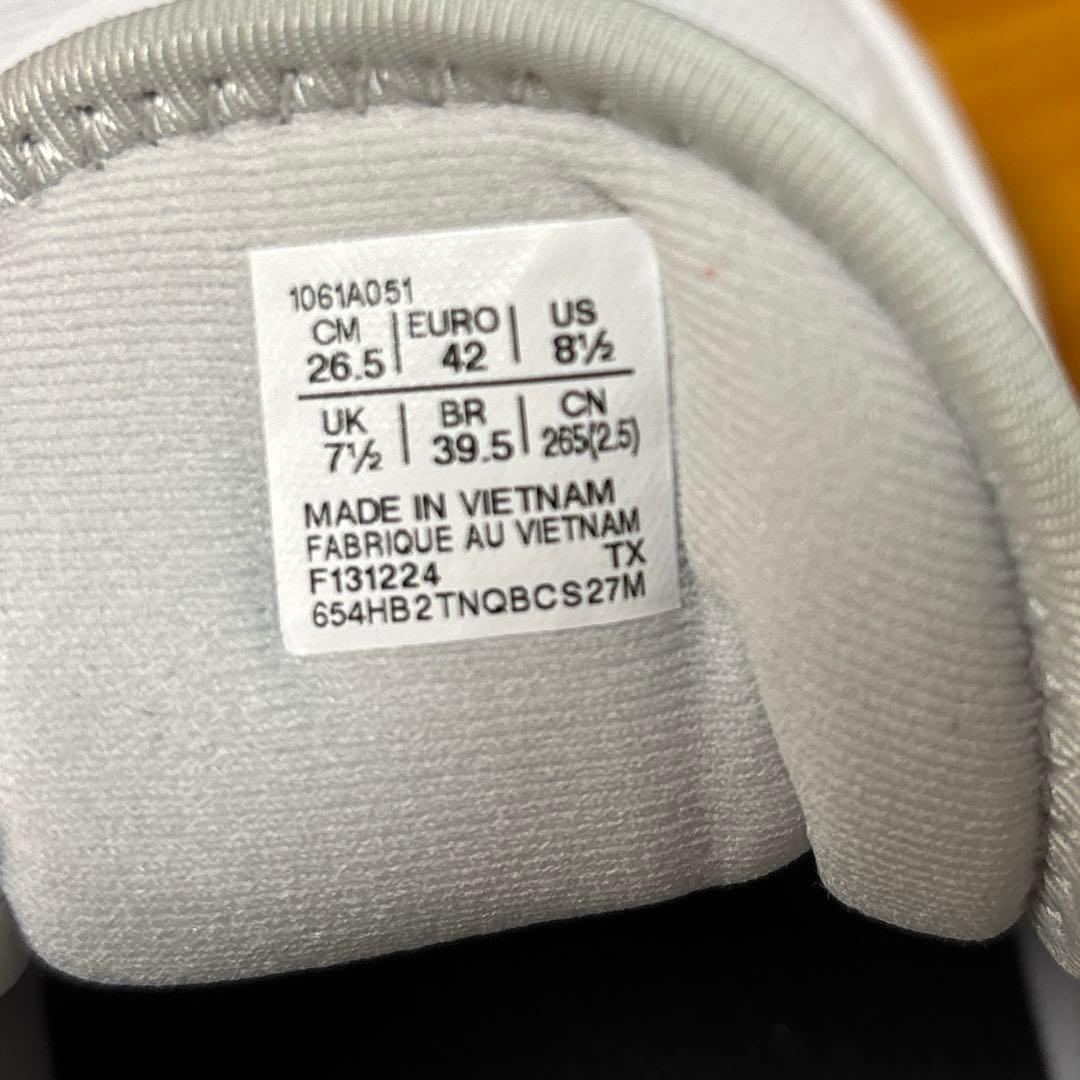 1061A051
CM | EURO | US
26.5 | 42 | 8½
UK | BR | CN
7½ | 39.5 | 265(2.5)
MADE IN VIETNAM
FABRIQUE AU VIETNAM
F131224 TX
654HB2TNQBCS27M